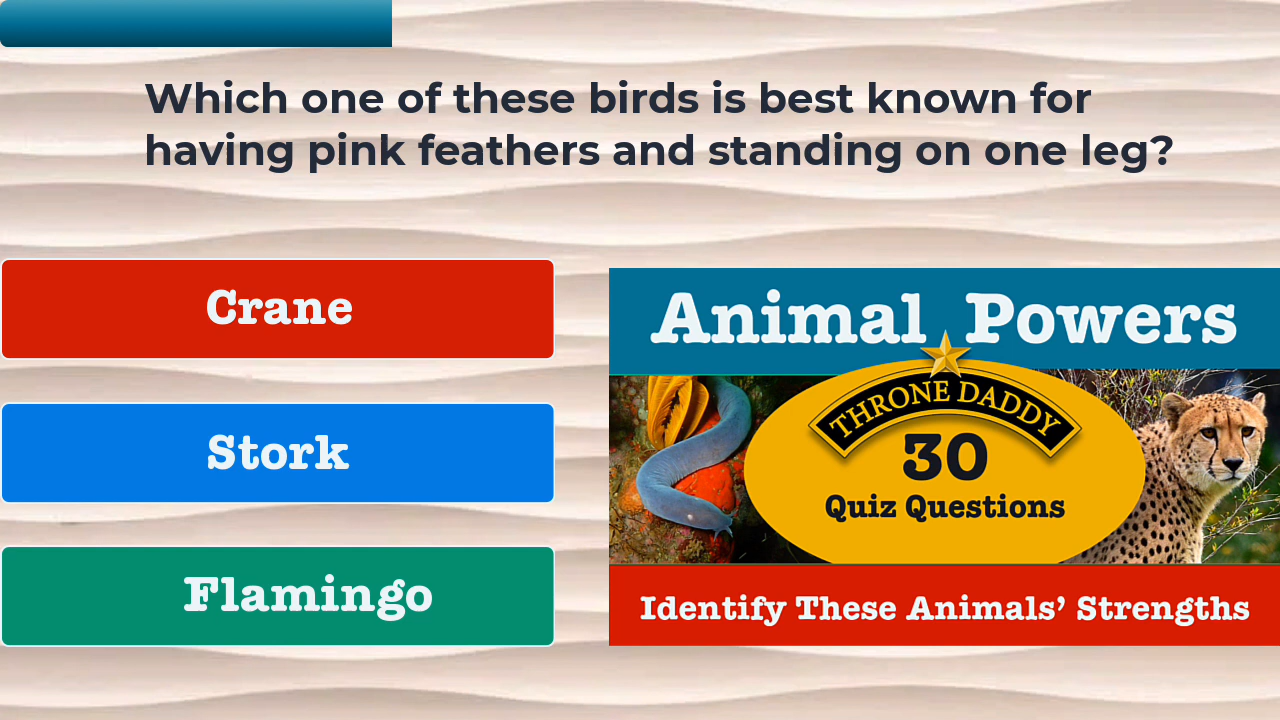 Which one of these birds is best known for
having pink feathers and standing on one leg?
Crane
Stork
Flamingo
Animal Powers
THRONE DADDY
30
Quiz Questions
Identify These Animals’ Strengths